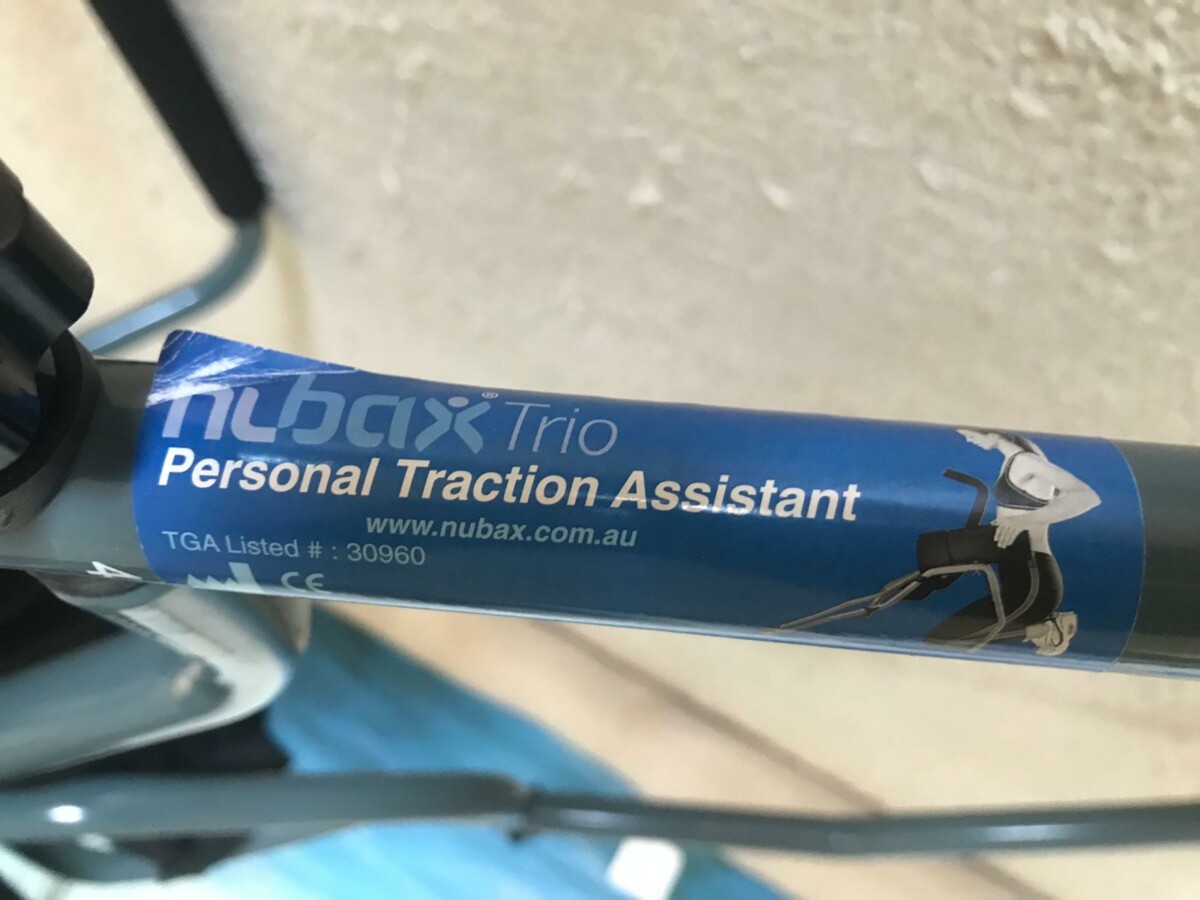 nubax® Trio
Personal Traction Assistant
www.nubax.com.au
TGA Listed # : 30960
CE